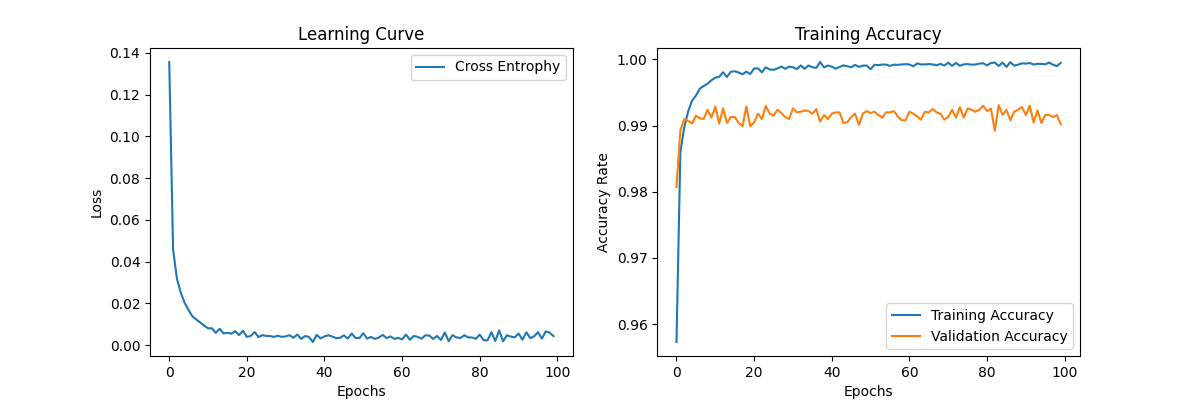 Learning Curve
Cross Entrophy
0.14
0.12
0.10
0.08
0.06
0.04
0.02
0.00
Loss
0
20
40
60
80
100
Epochs
Training Accuracy
1.00
0.99
0.98
0.97
0.96
Accuracy Rate
Training Accuracy
Validation Accuracy
0
20
40
60
80
100
Epochs